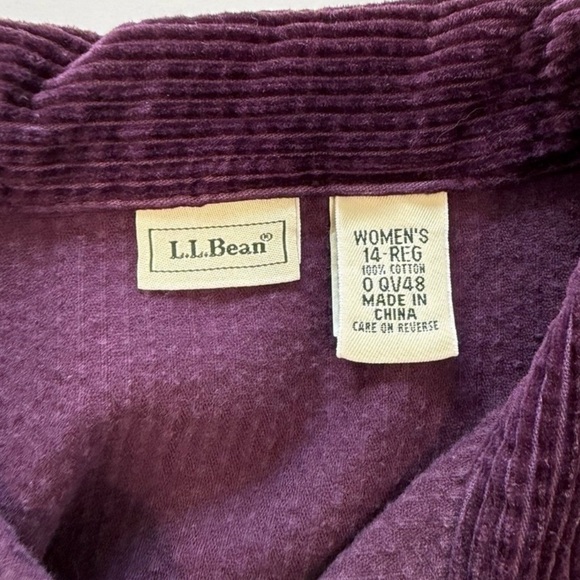 L.L.Bean®
WOMEN'S
14-REG
100% COTTON
0 QV48
MADE IN
CHINA
CARE ON REVERSE